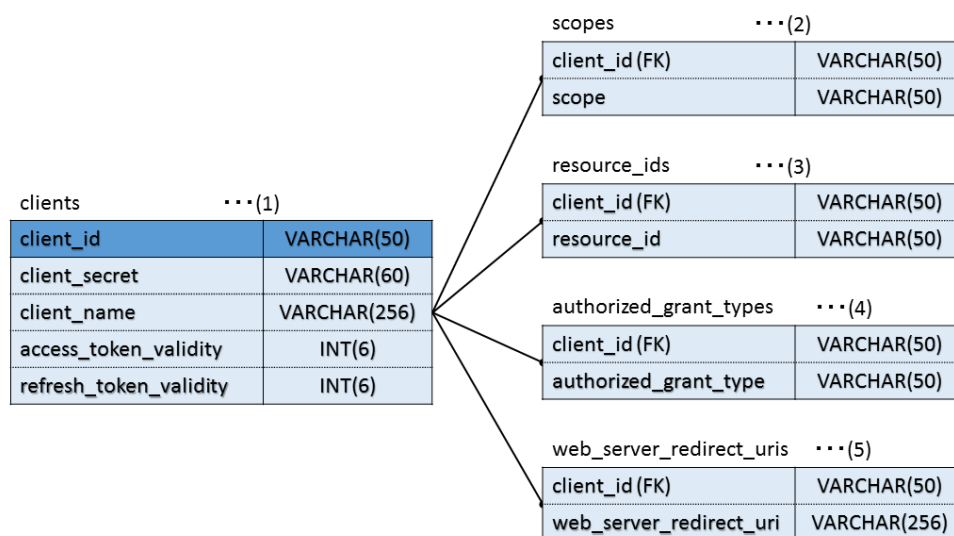 clients ・・・(1)
client_id VARCHAR(50)
client_secret VARCHAR(60)
client_name VARCHAR(256)
access_token_validity INT(6)
refresh_token_validity INT(6)
scopes ・・・(2)
client_id (FK) VARCHAR(50)
scope VARCHAR(50)
resource_ids ・・・(3)
client_id (FK) VARCHAR(50)
resource_id VARCHAR(50)
authorized_grant_types ・・・(4)
client_id (FK) VARCHAR(50)
authorized_grant_type VARCHAR(50)
web_server_redirect_uris ・・・(5)
client_id (FK) VARCHAR(50)
web_server_redirect_uri VARCHAR(256)